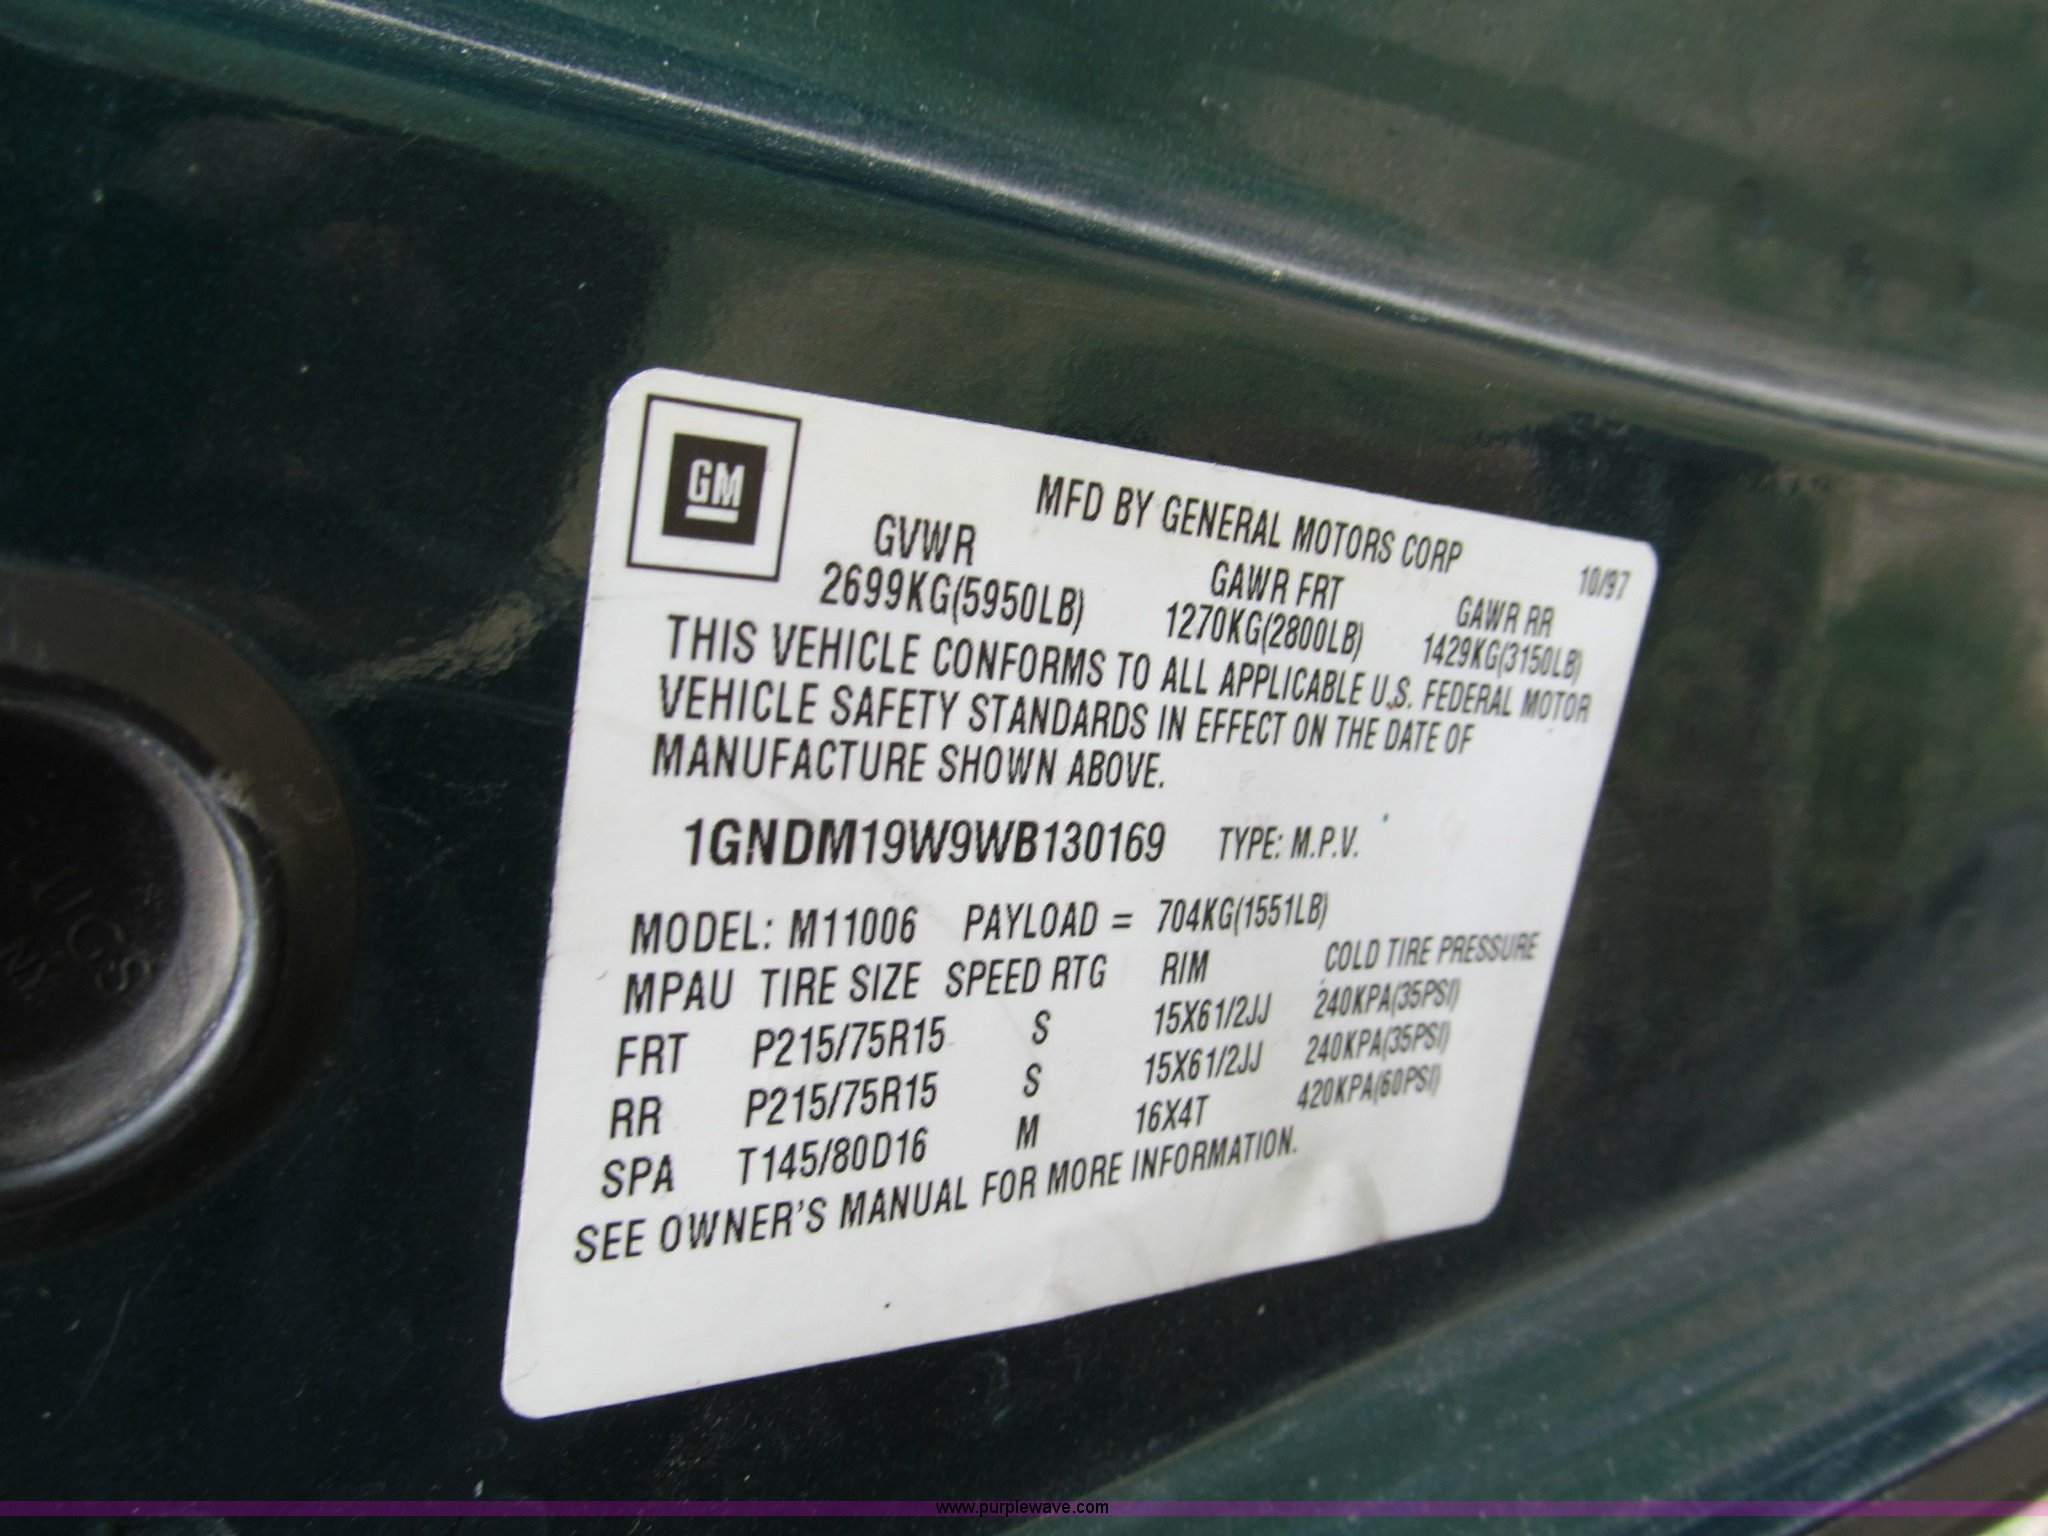 GM
MFD BY GENERAL MOTORS CORP
10/97
GVWR GAWR FRT GAWR RR
2699KG(5950LB) 1270KG(2800LB) 1429KG(3150LB)
THIS VEHICLE CONFORMS TO ALL APPLICABLE U.S. FEDERAL MOTOR
VEHICLE SAFETY STANDARDS IN EFFECT ON THE DATE OF
MANUFACTURE SHOWN ABOVE.
1GNDM19W9WB130169 TYPE: M.P.V.
MODEL: M11006 PAYLOAD = 704KG(1551LB)
MPAU TIRE SIZE SPEED RTG RIM COLD TIRE PRESSURE
FRT P215/75R15 S 15X61/2JJ 240KPA(35PSI)
RR P215/75R15 S 15X61/2JJ 240KPA(35PSI)
SPA T145/80D16 M 16X4T 420KPA(60PSI)
SEE OWNER'S MANUAL FOR MORE INFORMATION.
www.purplewave.com